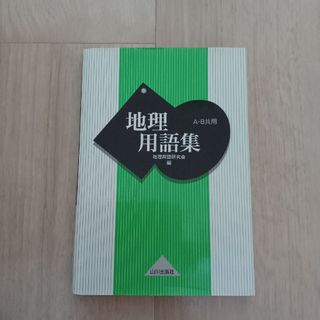 地理
用語集
A・B共用
地理用語研究会
編
山川出版社